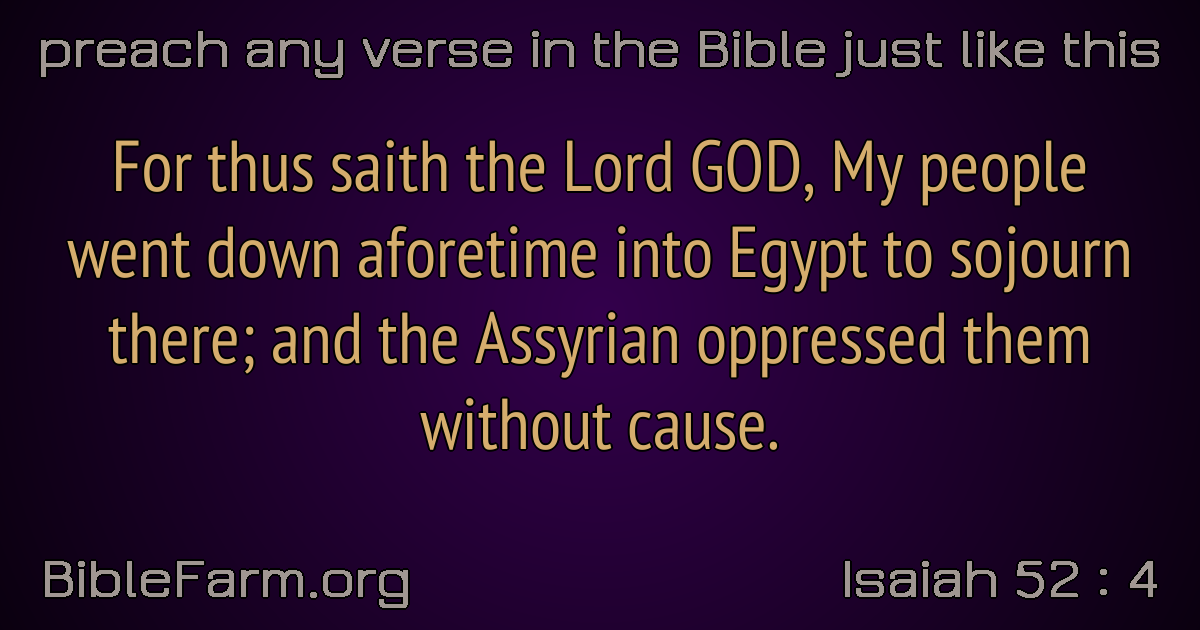 preach any verse in the Bible just like this
For thus saith the Lord GOD, My people
went down aforetime into Egypt to sojourn
there; and the Assyrian oppressed them
without cause.
BibleFarm.org
Isaiah 52 : 4